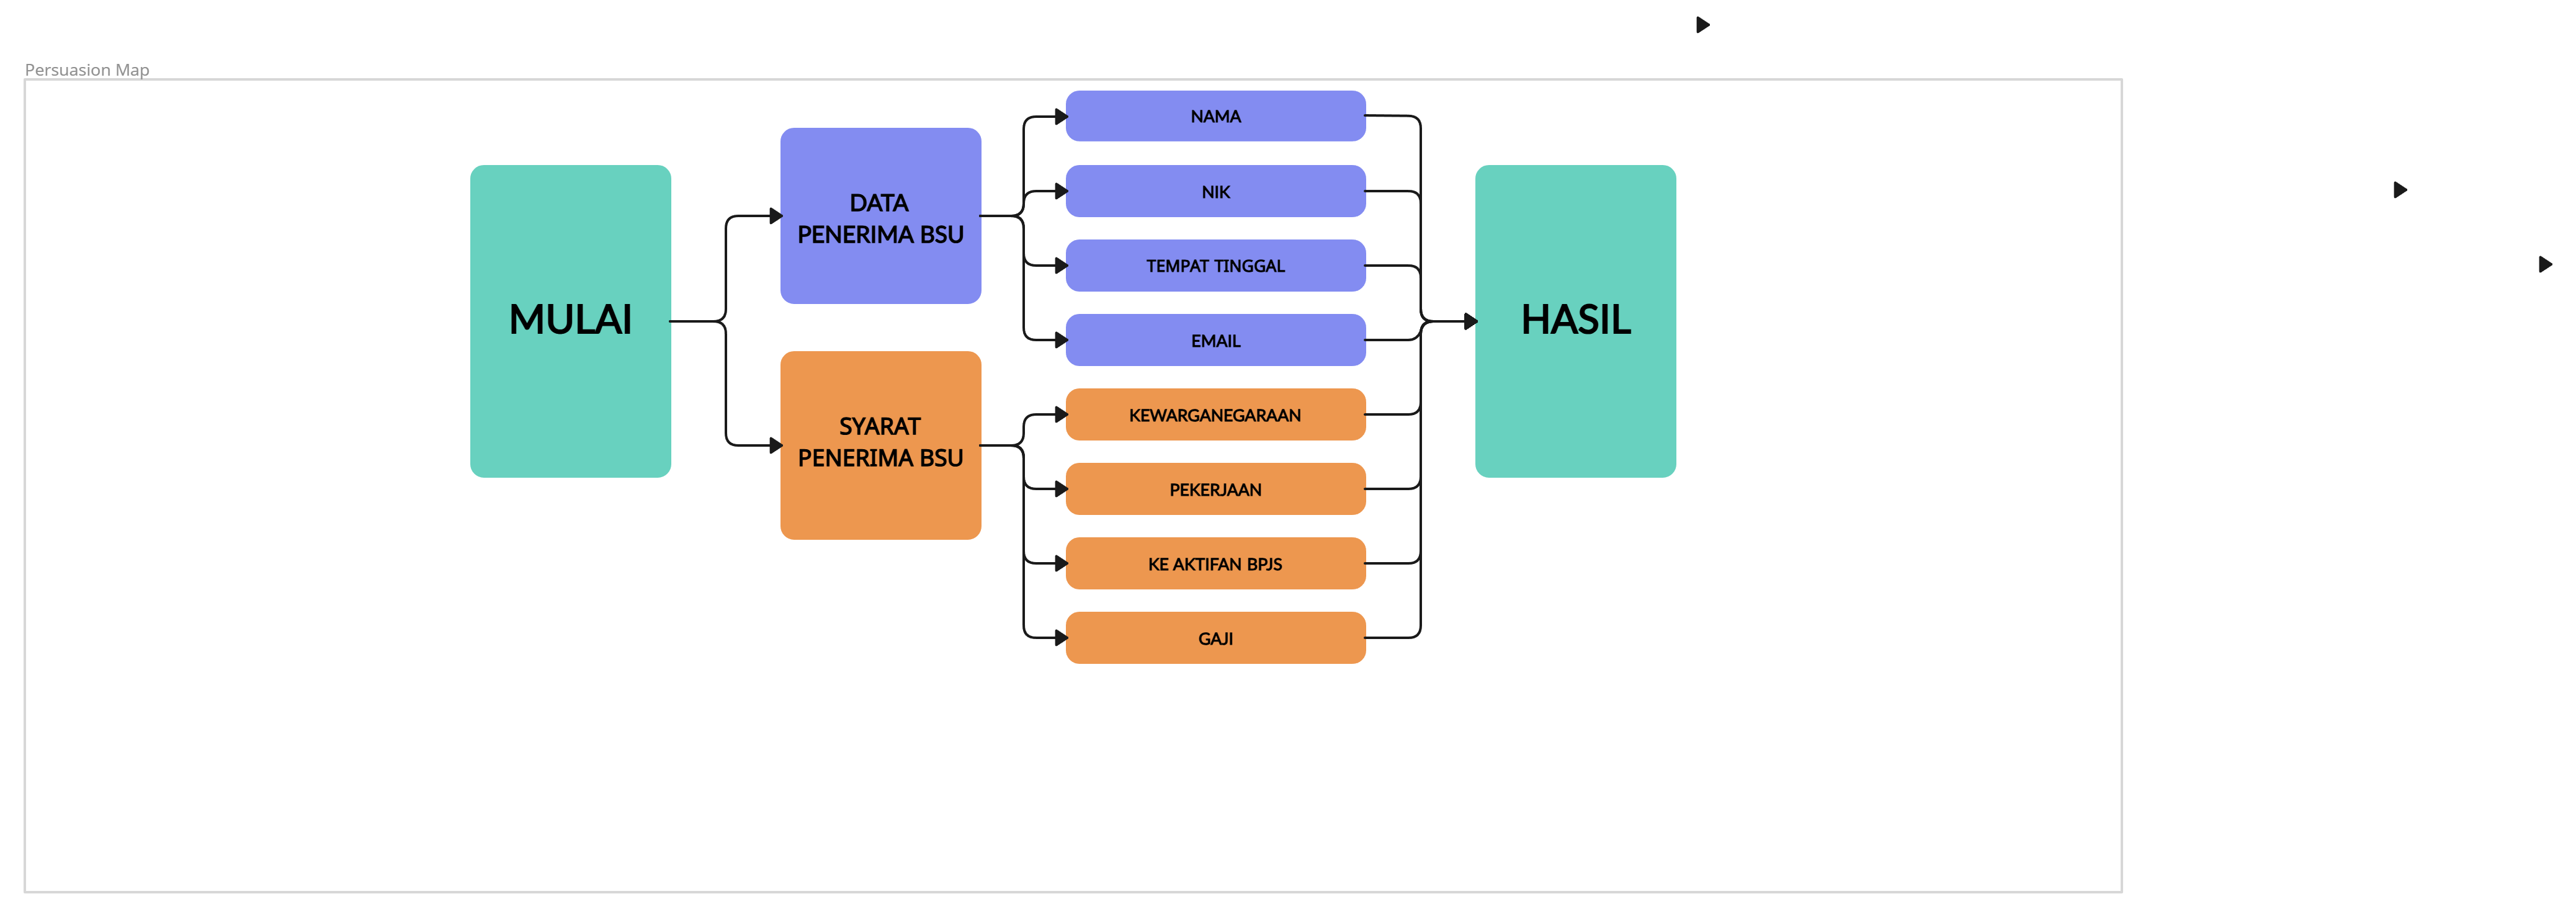 Persuasion Map
MULAI
DATA
PENERIMA BSU
SYARAT
PENERIMA BSU
NAMA
NIK
TEMPAT TINGGAL
EMAIL
KEWARGANEGARAAN
PEKERJAAN
KE AKTIFAN BPJS
GAJI
HASIL